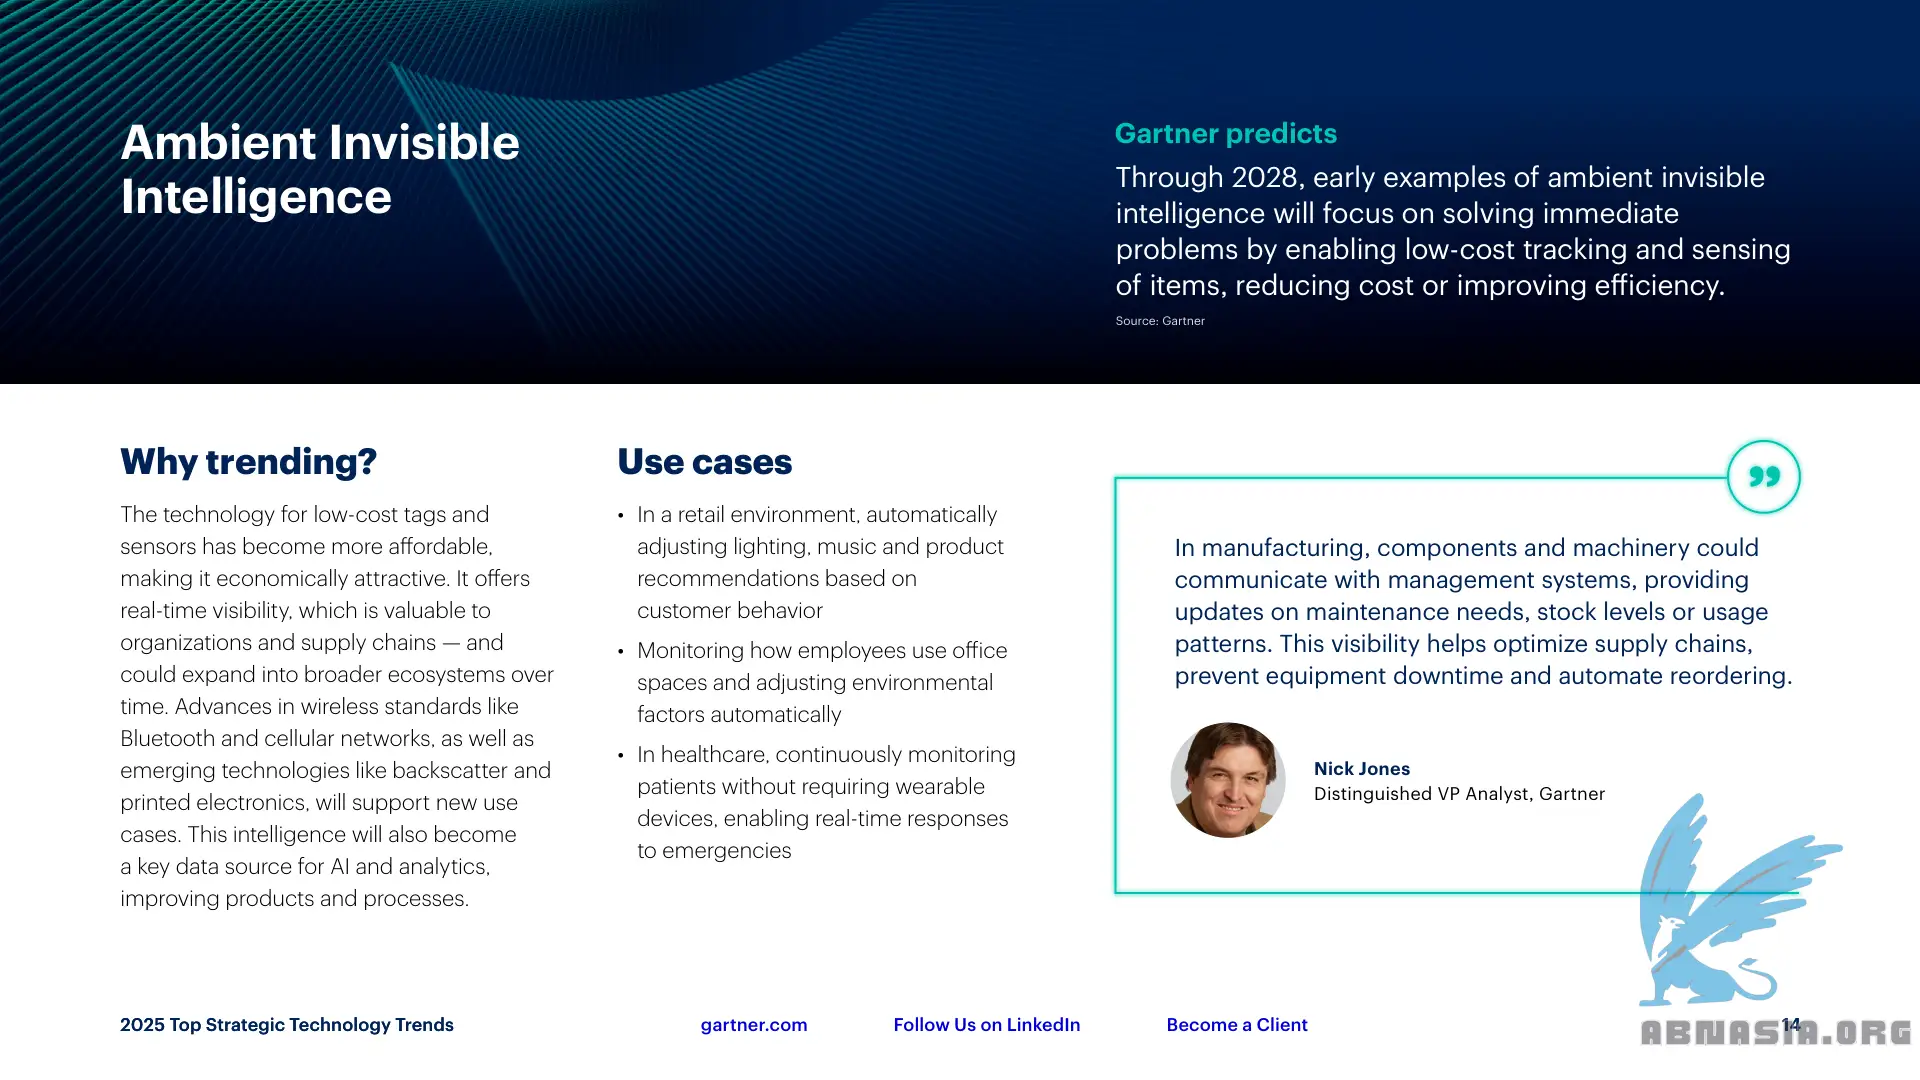 Ambient Invisible
Intelligence
Gartner predicts
Through 2028, early examples of ambient invisible
intelligence will focus on solving immediate
problems by enabling low-cost tracking and sensing
of items, reducing cost or improving efficiency.
Source: Gartner
Why trending?
The technology for low-cost tags and
sensors has become more affordable,
making it economically attractive. It offers
real-time visibility, which is valuable to
organizations and supply chains — and
could expand into broader ecosystems over
time. Advances in wireless standards like
Bluetooth and cellular networks, as well as
emerging technologies like backscatter and
printed electronics, will support new use
cases. This intelligence will also become
a key data source for AI and analytics,
improving products and processes.
Use cases
• In a retail environment, automatically
adjusting lighting, music and product
recommendations based on
customer behavior
• Monitoring how employees use office
spaces and adjusting environmental
factors automatically
• In healthcare, continuously monitoring
patients without requiring wearable
devices, enabling real-time responses
to emergencies
”
In manufacturing, components and machinery could
communicate with management systems, providing
updates on maintenance needs, stock levels or usage
patterns. This visibility helps optimize supply chains,
prevent equipment downtime and automate reordering.
Nick Jones
Distinguished VP Analyst, Gartner
2025 Top Strategic Technology Trends
gartner.com
Follow Us on LinkedIn
Become a Client
14
ABNASIA.ORG